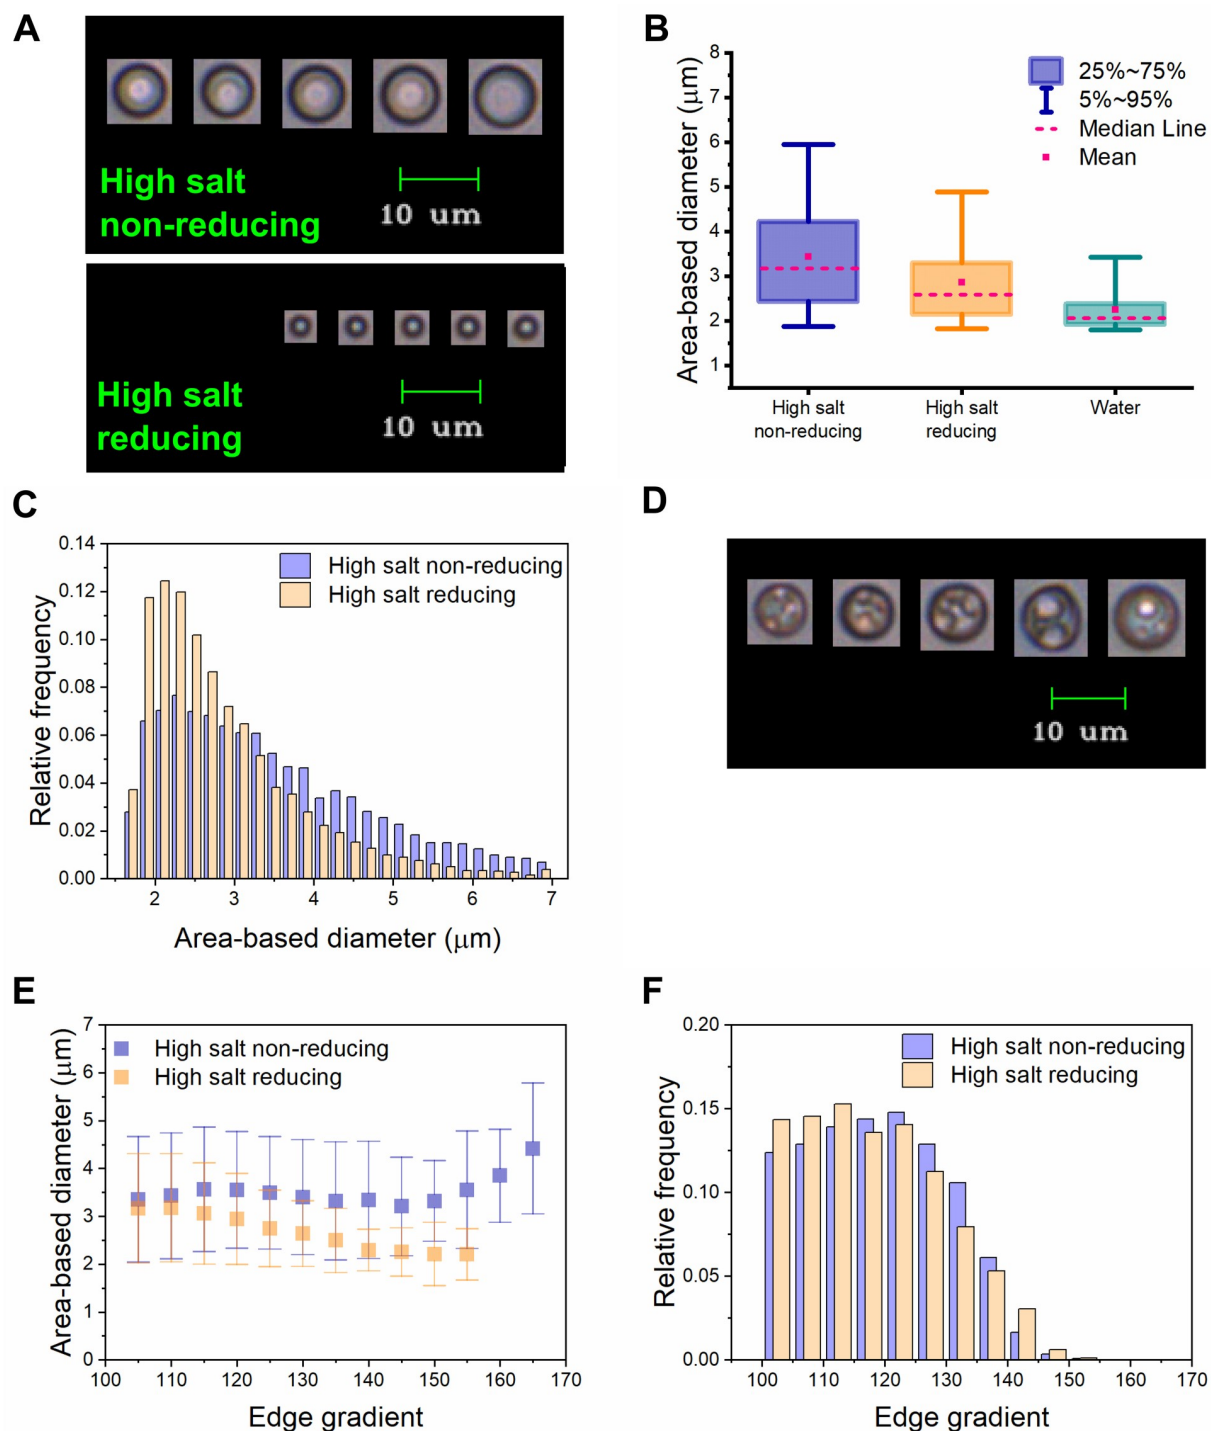 A
High salt
non-reducing
10 um
High salt
reducing
10 um
B
Area-based diameter (μm)
8
7
6
5
4
3
2
1
25%~75%
5%~95%
Median Line
Mean
High salt
non-reducing
High salt
reducing
Water
C
Relative frequency
0.14
0.12
0.10
0.08
0.06
0.04
0.02
0.00
High salt non-reducing
High salt reducing
2 3 4 5 6 7
Area-based diameter (μm)
D
10 um
E
Area-based diameter (μm)
7
6
5
4
3
2
1
0
High salt non-reducing
High salt reducing
100 110 120 130 140 150 160 170
Edge gradient
F
Relative frequency
0.20
0.15
0.10
0.05
0.00
High salt non-reducing
High salt reducing
100 110 120 130 140 150 160 170
Edge gradient